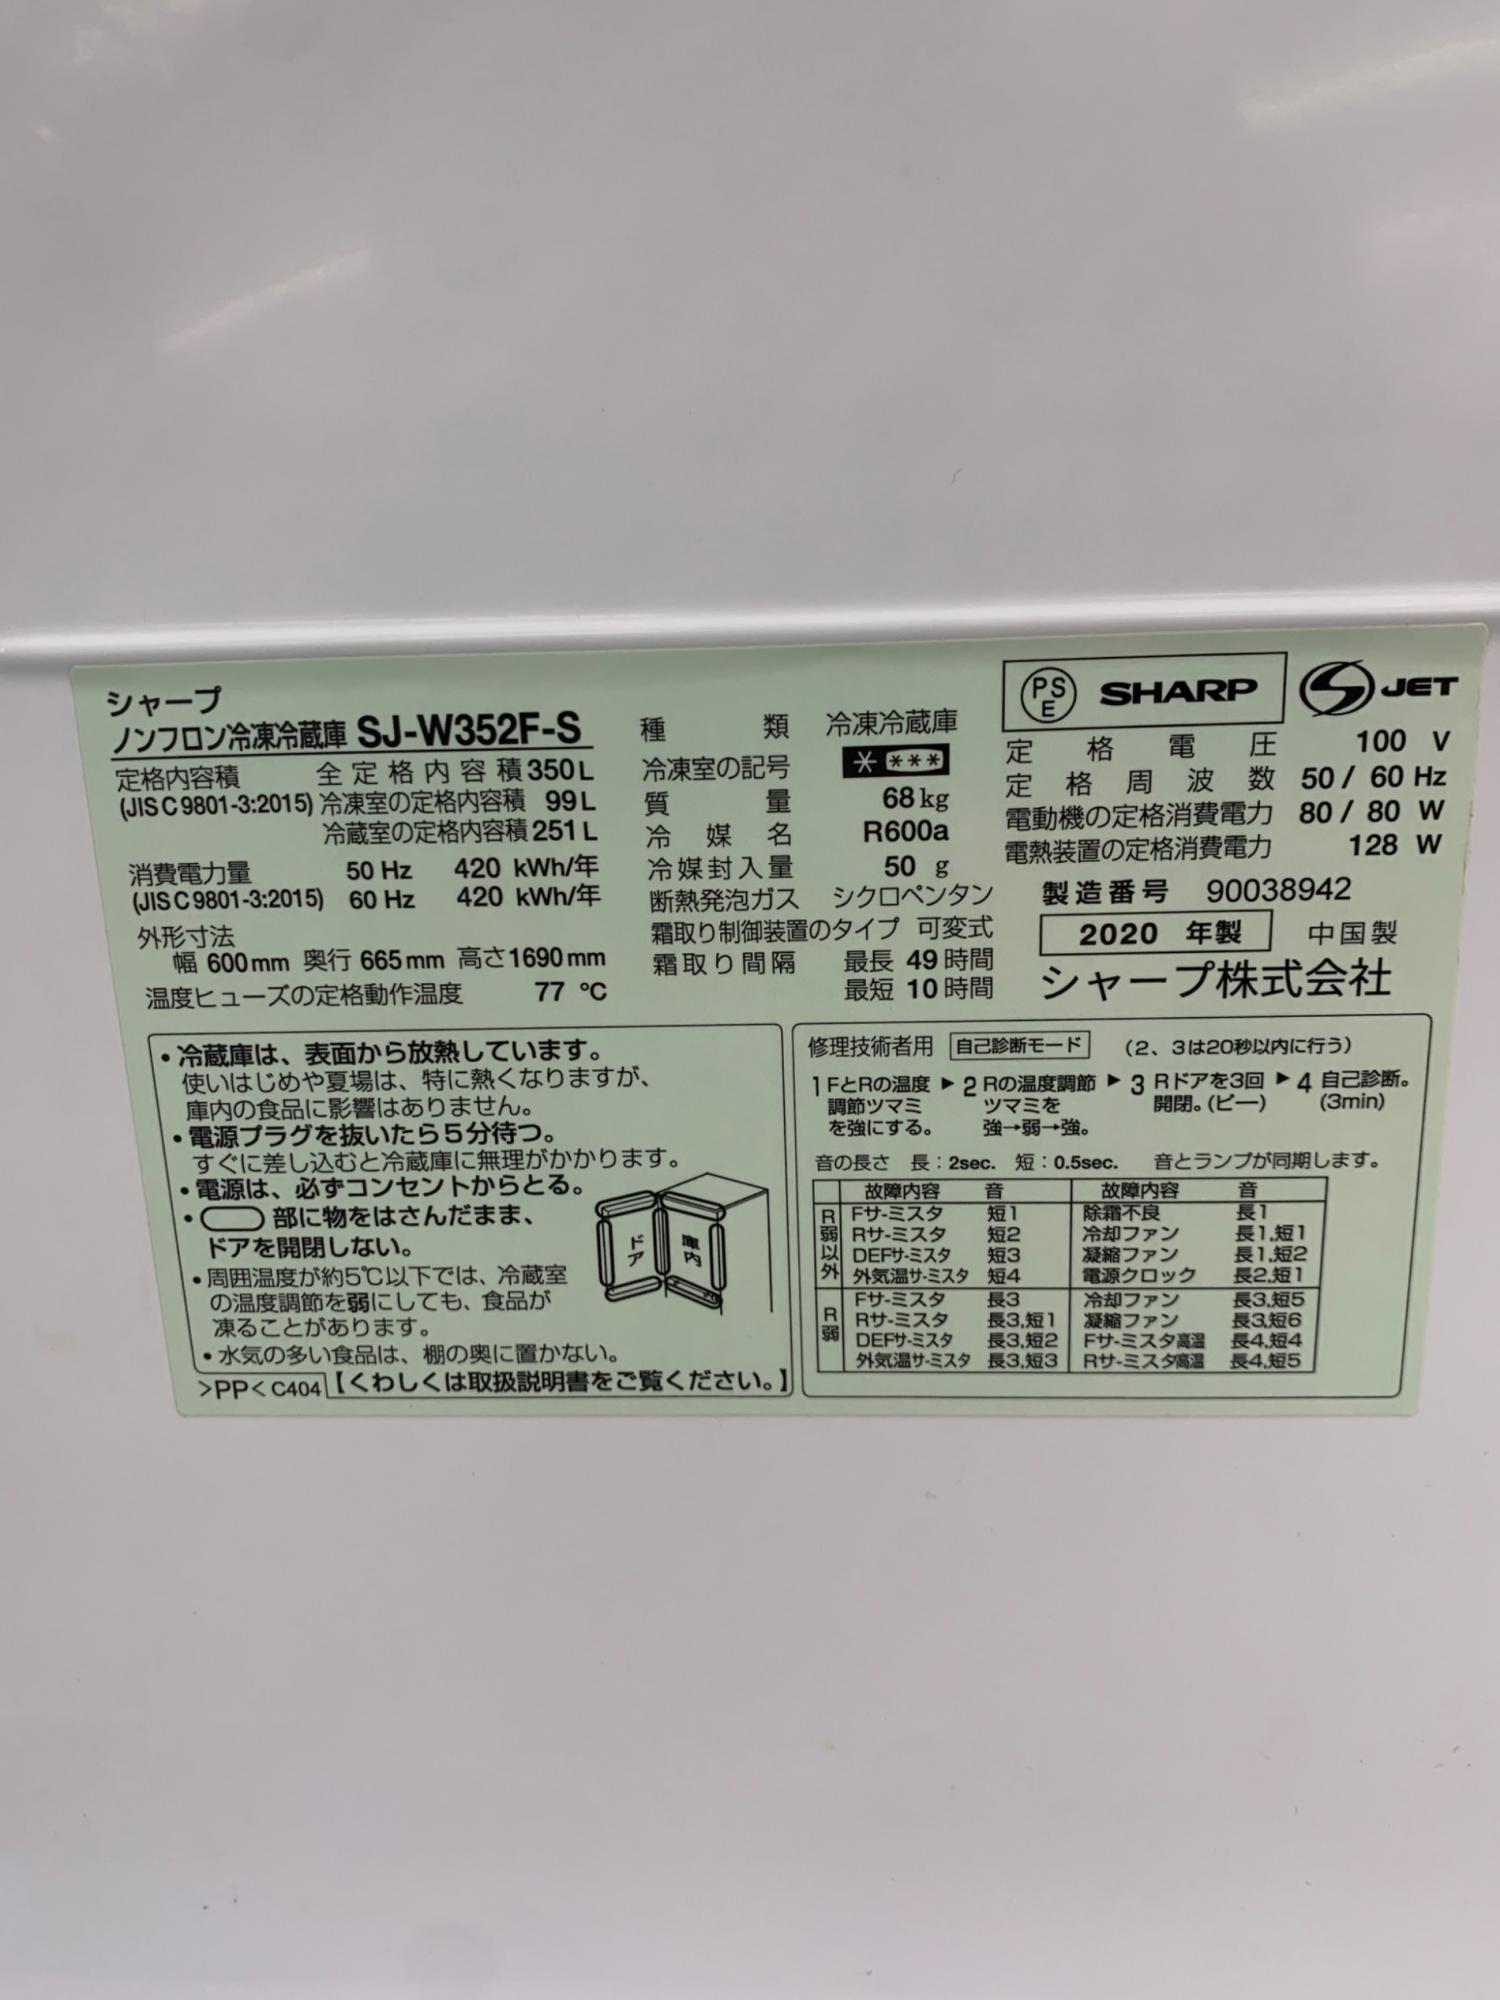 シャープ
ノンフロン冷凍冷蔵庫 SJ-W352F-S
定格内容積 全定格内容積 350L
(JIS C 9801-3:2015) 冷凍室の定格内容積 99L
冷蔵室の定格内容積 251L
消費電力量 50 Hz 420 kWh/年
(JIS C 9801-3:2015) 60 Hz 420 kWh/年
外形寸法
幅 600mm 奥行 665mm 高さ 1690mm
温度ヒューズの定格動作温度 77 ℃
種類 冷凍冷蔵庫
冷凍室の記号 * ***
質量 68kg
冷媒名 R600a
冷媒封入量 50 g
断熱発泡ガス シクロペンタン
霜取り制御装置のタイプ 可変式
霜取り間隔 最長 49時間
最短 10時間
PS E SHARP JET
定格電圧 100 V
定格周波数 50/ 60 Hz
電動機の定格消費電力 80/ 80 W
電熱装置の定格消費電力 128 W
製造番号 90038942
2020 年製 中国製
シャープ株式会社
・冷蔵庫は、表面から放熱しています。
使いはじめや夏場は、特に熱くなりますが、
庫内の食品に影響はありません。
・電源プラグを抜いたら5分待つ。
すぐに差し込むと冷蔵庫に無理がかかります。
・電源は、必ずコンセントからとる。
・部に物をはさんだまま、
ドアを開閉しない。
・周囲温度が約5℃以下では、冷蔵室
の温度調節を弱にしても、食品が
凍ることがあります。
・水気の多い食品は、棚の奥に置かない。
ドア 庫内
>PP< C404 【くわしくは取扱説明書をご覧ください。】
修理技術者用 自己診断モード (2、3は20秒以内に行う)
1 FとRの温度 ▶ 2 Rの温度調節 ▶ 3 Rドアを3回 ▶ 4 自己診断。
調節ツマミ ツマミを 開閉。(ピー) (3min)
を強にする。 強→弱→強。
音の長さ 長:2sec. 短:0.5sec. 音とランプが同期します。
故障内容 音 故障内容 音
R弱以外 Fサ-ミスタ 短1 除霜不良 長1
Rサ-ミスタ 短2 冷却ファン 長1,短1
DEFサ-ミスタ 短3 凝縮ファン 長1,短2
外気温サ-ミスタ 短4 電源クロック 長2,短1
R弱 Fサ-ミスタ 長3 冷却ファン 長3,短5
Rサ-ミスタ 長3,短1 凝縮ファン 長3,短6
DEFサ-ミスタ 長3,短2 Fサ-ミスタ高温 長4,短4
外気温サ-ミスタ 長3,短3 Rサ-ミスタ高温 長4,短5